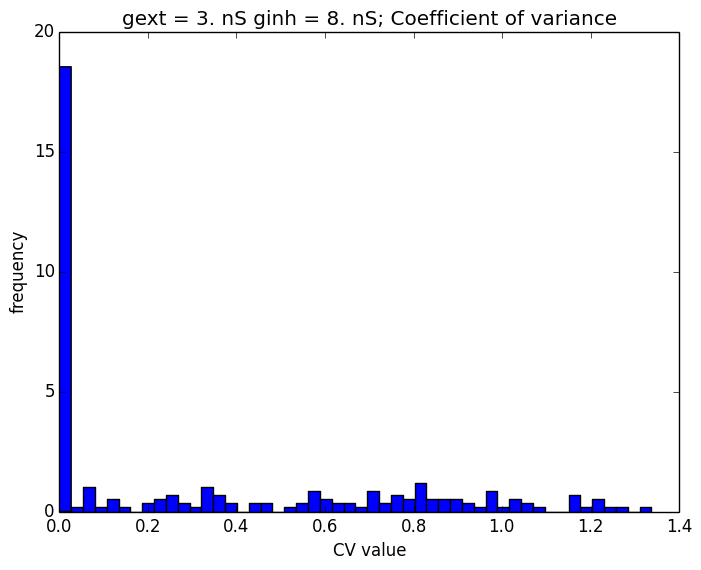 gext = 3. nS ginh = 8. nS; Coefficient of variance
20
15
10
5
0
frequency
0.0 0.2 0.4 0.6 0.8 1.0 1.2 1.4
CV value